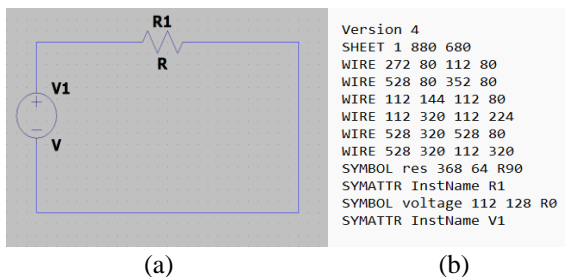 R1
R
V1
+
−
V
Version 4
SHEET 1 880 680
WIRE 272 80 112 80
WIRE 528 80 352 80
WIRE 112 144 112 80
WIRE 112 320 112 224
WIRE 528 320 528 80
WIRE 528 320 112 320
SYMBOL res 368 64 R90
SYMATTR InstName R1
SYMBOL voltage 112 128 R0
SYMATTR InstName V1
(a)
(b)